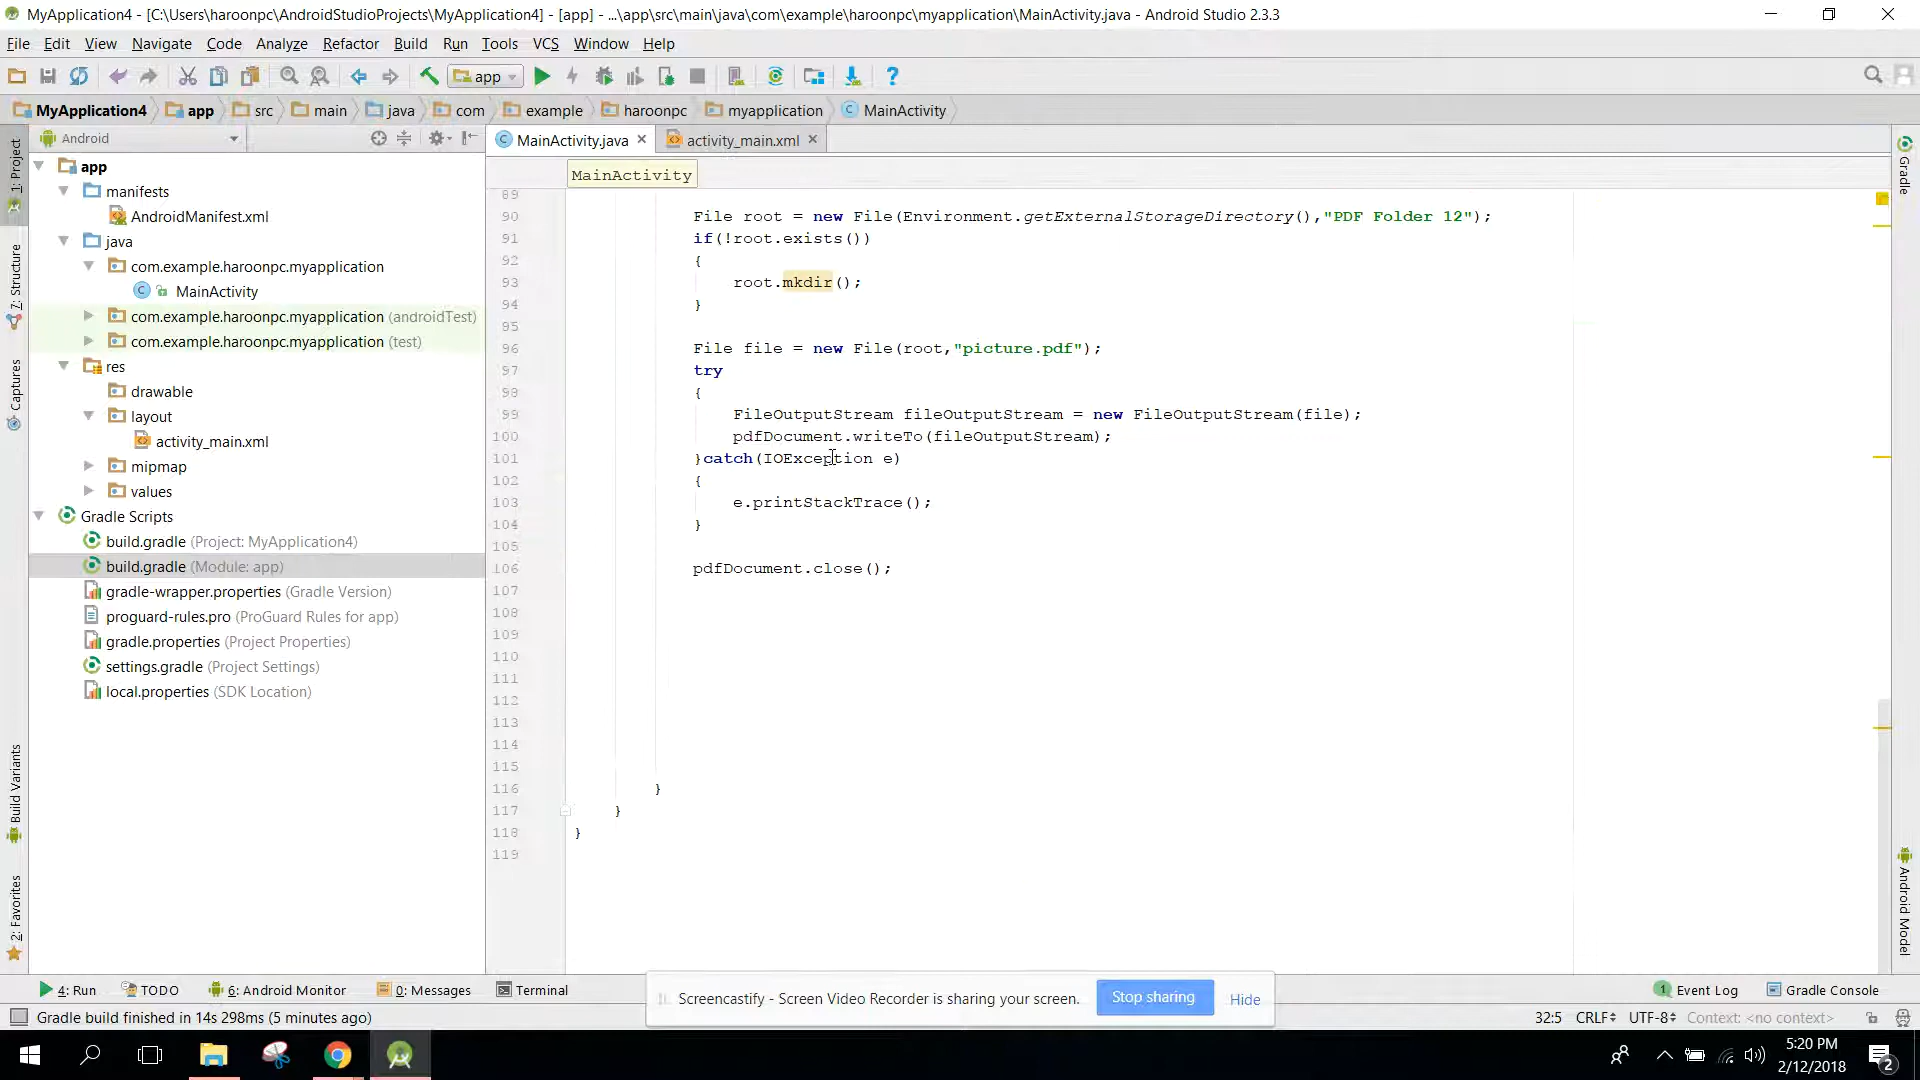 MyApplication4 - [C:\Users\haroonpc\AndroidStudioProjects\MyApplication4] - [app] - ...\app\src\main\java\com\example\haroonpc\myapplication\MainActivity.java - Android Studio 2.3.3
File Edit View Navigate Code Analyze Refactor Build Run Tools VCS Window Help
app
MyApplication4 app src main java com example haroonpc myapplication MainActivity
Android
MainActivity.java activity_main.xml
MainActivity
1: Project
7: Structure
Captures
Build Variants
2: Favorites
app
manifests
AndroidManifest.xml
java
com.example.haroonpc.myapplication
MainActivity
com.example.haroonpc.myapplication (androidTest)
com.example.haroonpc.myapplication (test)
res
drawable
layout
activity_main.xml
mipmap
values
Gradle Scripts
build.gradle (Project: MyApplication4)
build.gradle (Module: app)
gradle-wrapper.properties (Gradle Version)
proguard-rules.pro (ProGuard Rules for app)
gradle.properties (Project Properties)
settings.gradle (Project Settings)
local.properties (SDK Location)
89
90 File root = new File(Environment.getExternalStorageDirectory(),"PDF Folder 12");
91 if(!root.exists())
92 {
93 root.mkdir();
94 }
95
96 File file = new File(root,"picture.pdf");
97 try
98 {
99 FileOutputStream fileOutputStream = new FileOutputStream(file);
100 pdfDocument.writeTo(fileOutputStream);
101 }catch(IOException e)
102 {
103 e.printStackTrace();
104 }
105
106 pdfDocument.close();
107
108
109
110
111
112
113
114
115
116 }
117 }
118 }
119
Gradle
Android Model
4: Run TODO 6: Android Monitor 0: Messages Terminal
Event Log Gradle Console
1
Screencastify - Screen Video Recorder is sharing your screen. Stop sharing Hide
Gradle build finished in 14s 298ms (5 minutes ago)
32:5 CRLF UTF-8 Context: <no context>
5:20 PM
2/12/2018
2